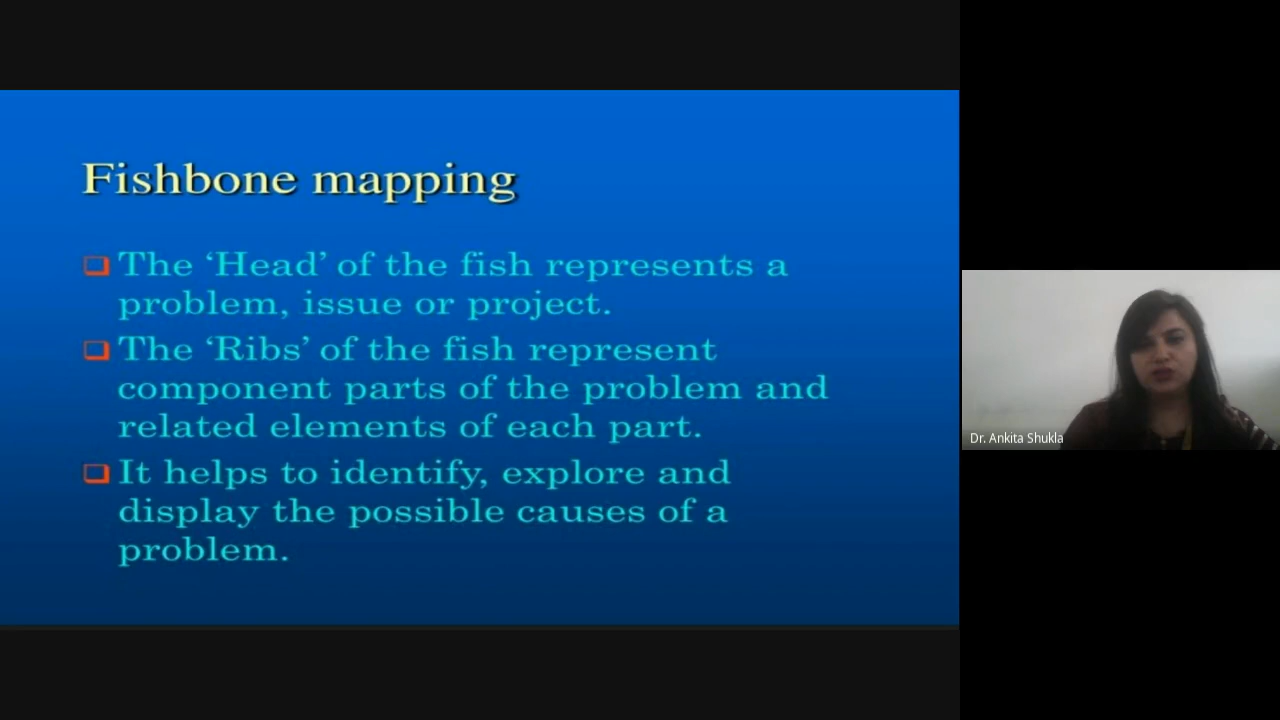 Fishbone mapping
The ‘Head’ of the fish represents a
problem, issue or project.
The ‘Ribs’ of the fish represent
component parts of the problem and
related elements of each part.
It helps to identify, explore and
display the possible causes of a
problem.
Dr. Ankita Shukla